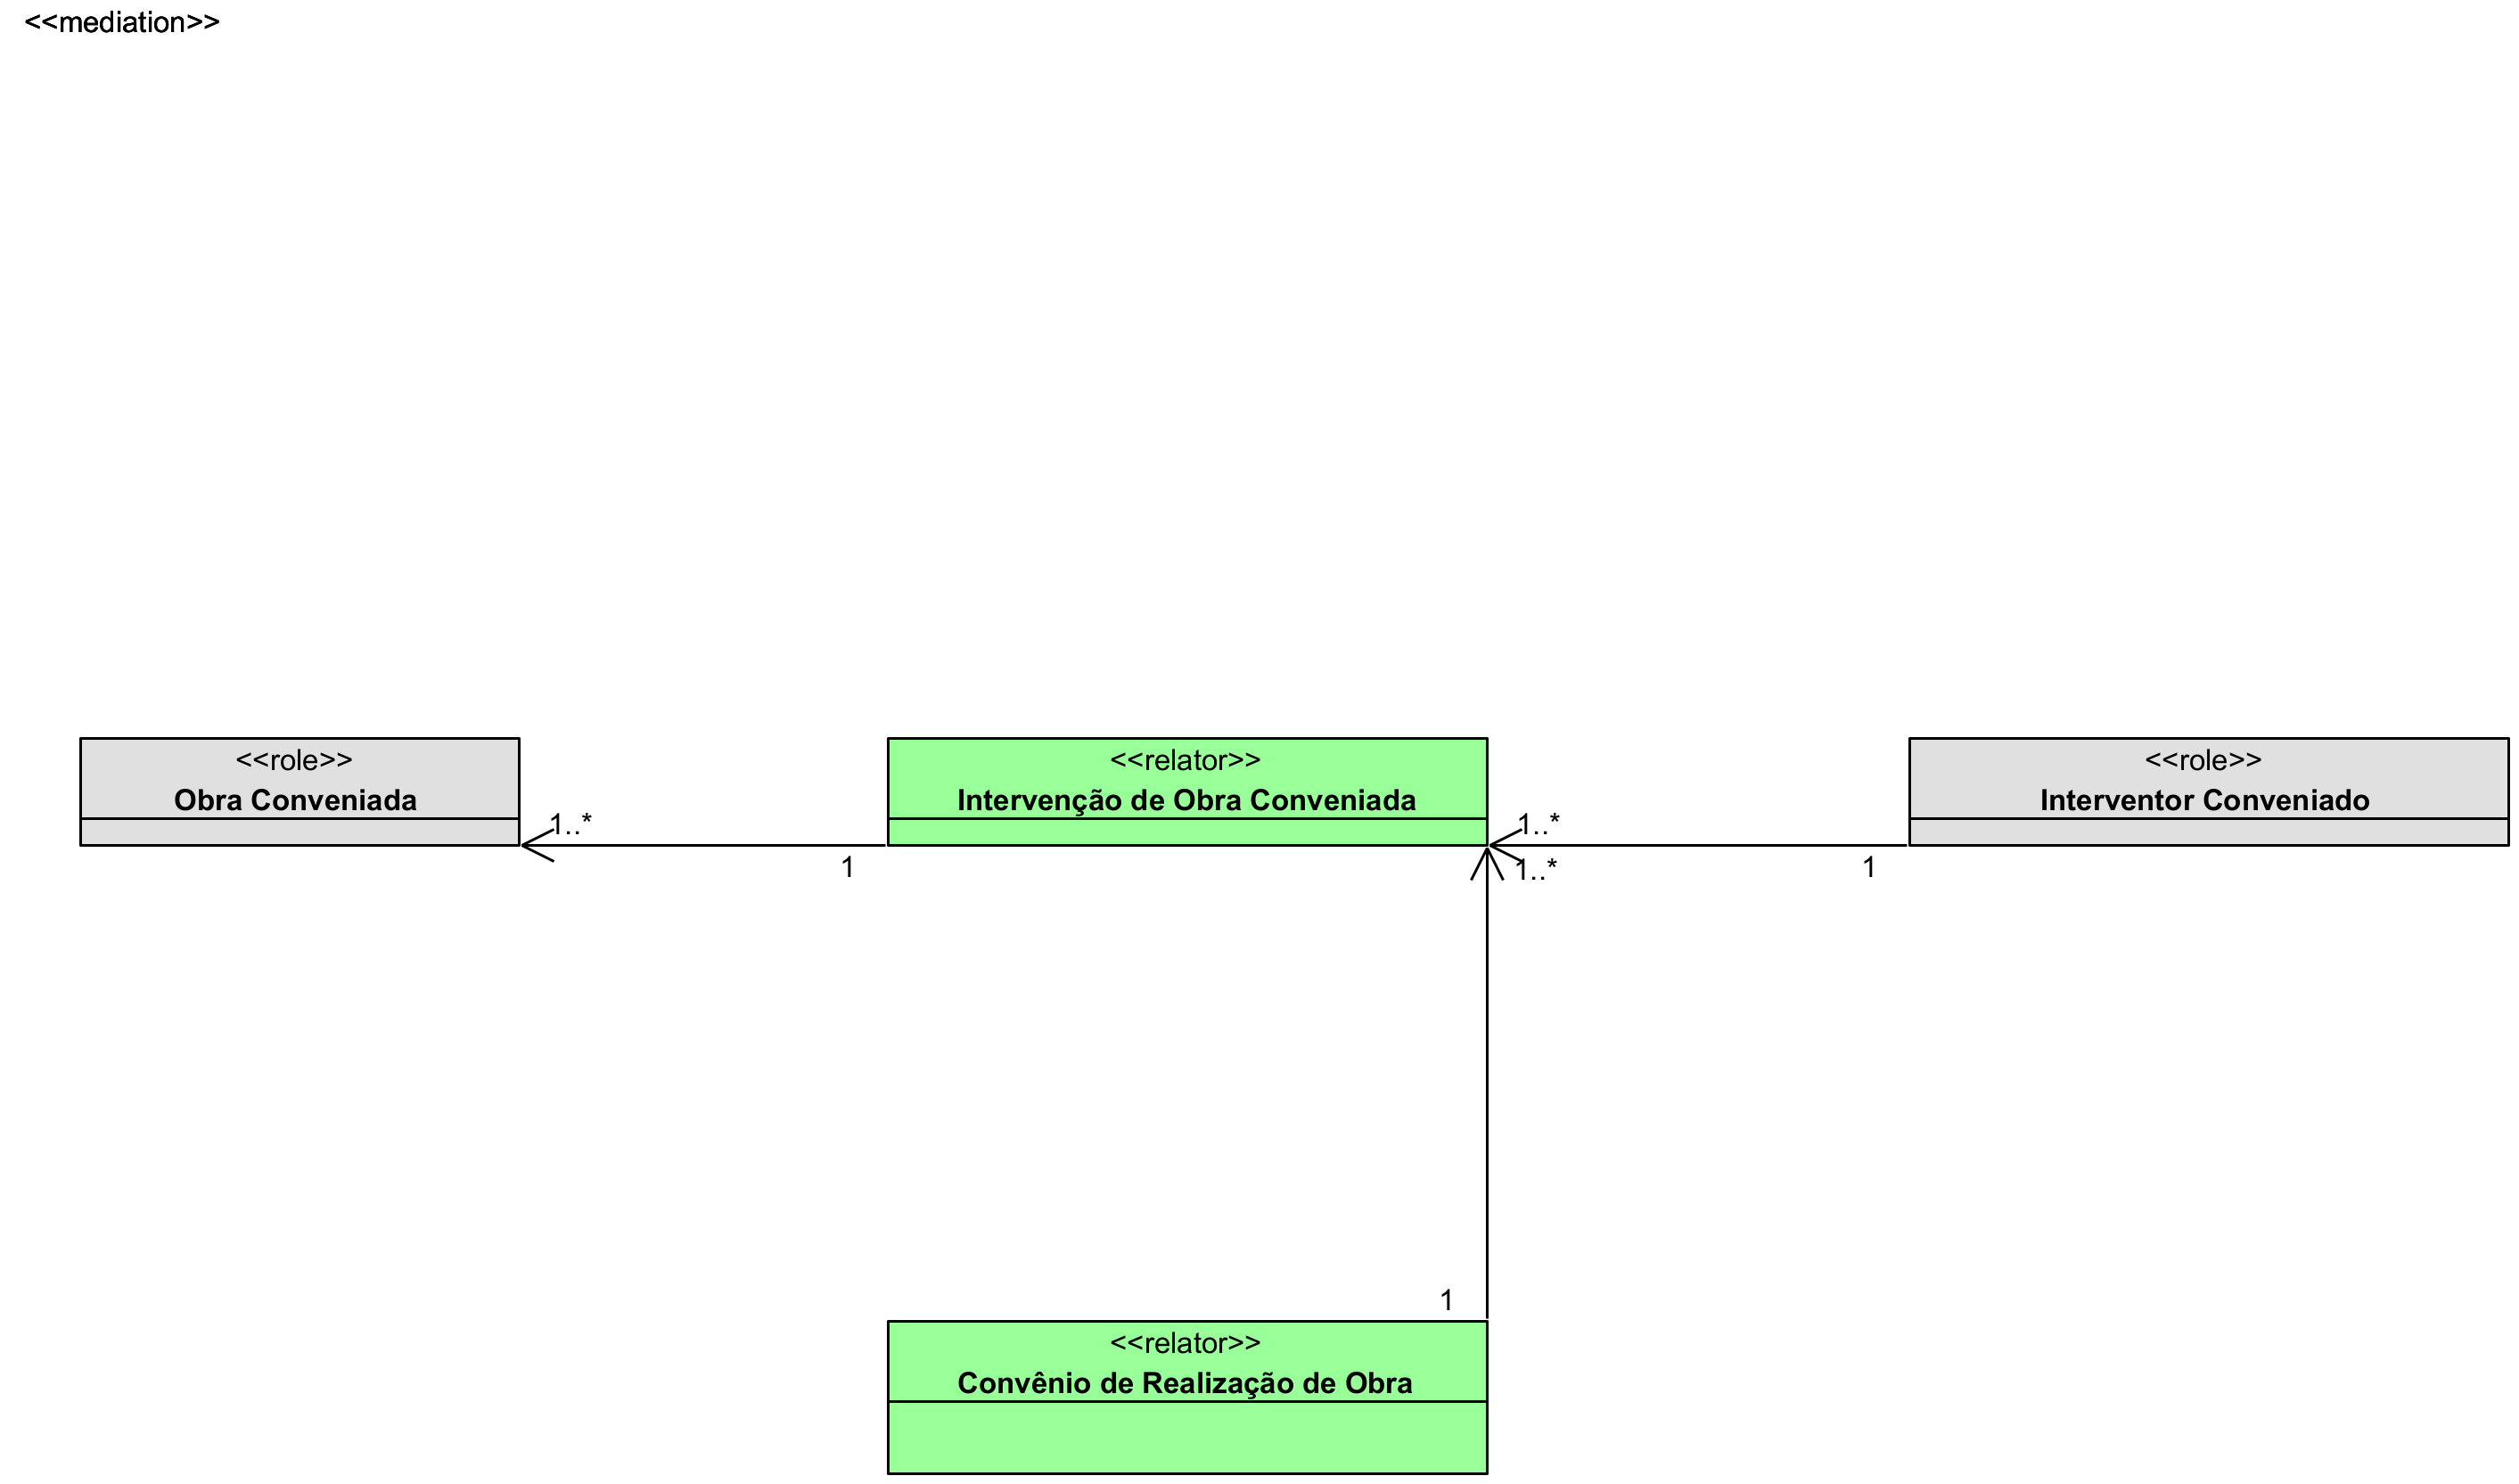 <<mediation>>
<<role>>
Obra Conveniada
<<relator>>
Intervenção de Obra Conveniada
<<role>>
Interventor Conveniado
1..*
1
1..*
1
1..*
1
<<relator>>
Convênio de Realização de Obra